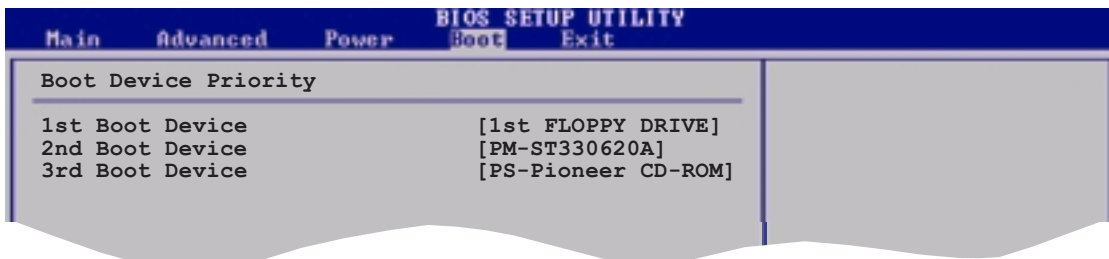 BIOS SETUP UTILITY
Main Advanced Power Boot Exit
Boot Device Priority
1st Boot Device [1st FLOPPY DRIVE]
2nd Boot Device [PM-ST330620A]
3rd Boot Device [PS-Pioneer CD-ROM]